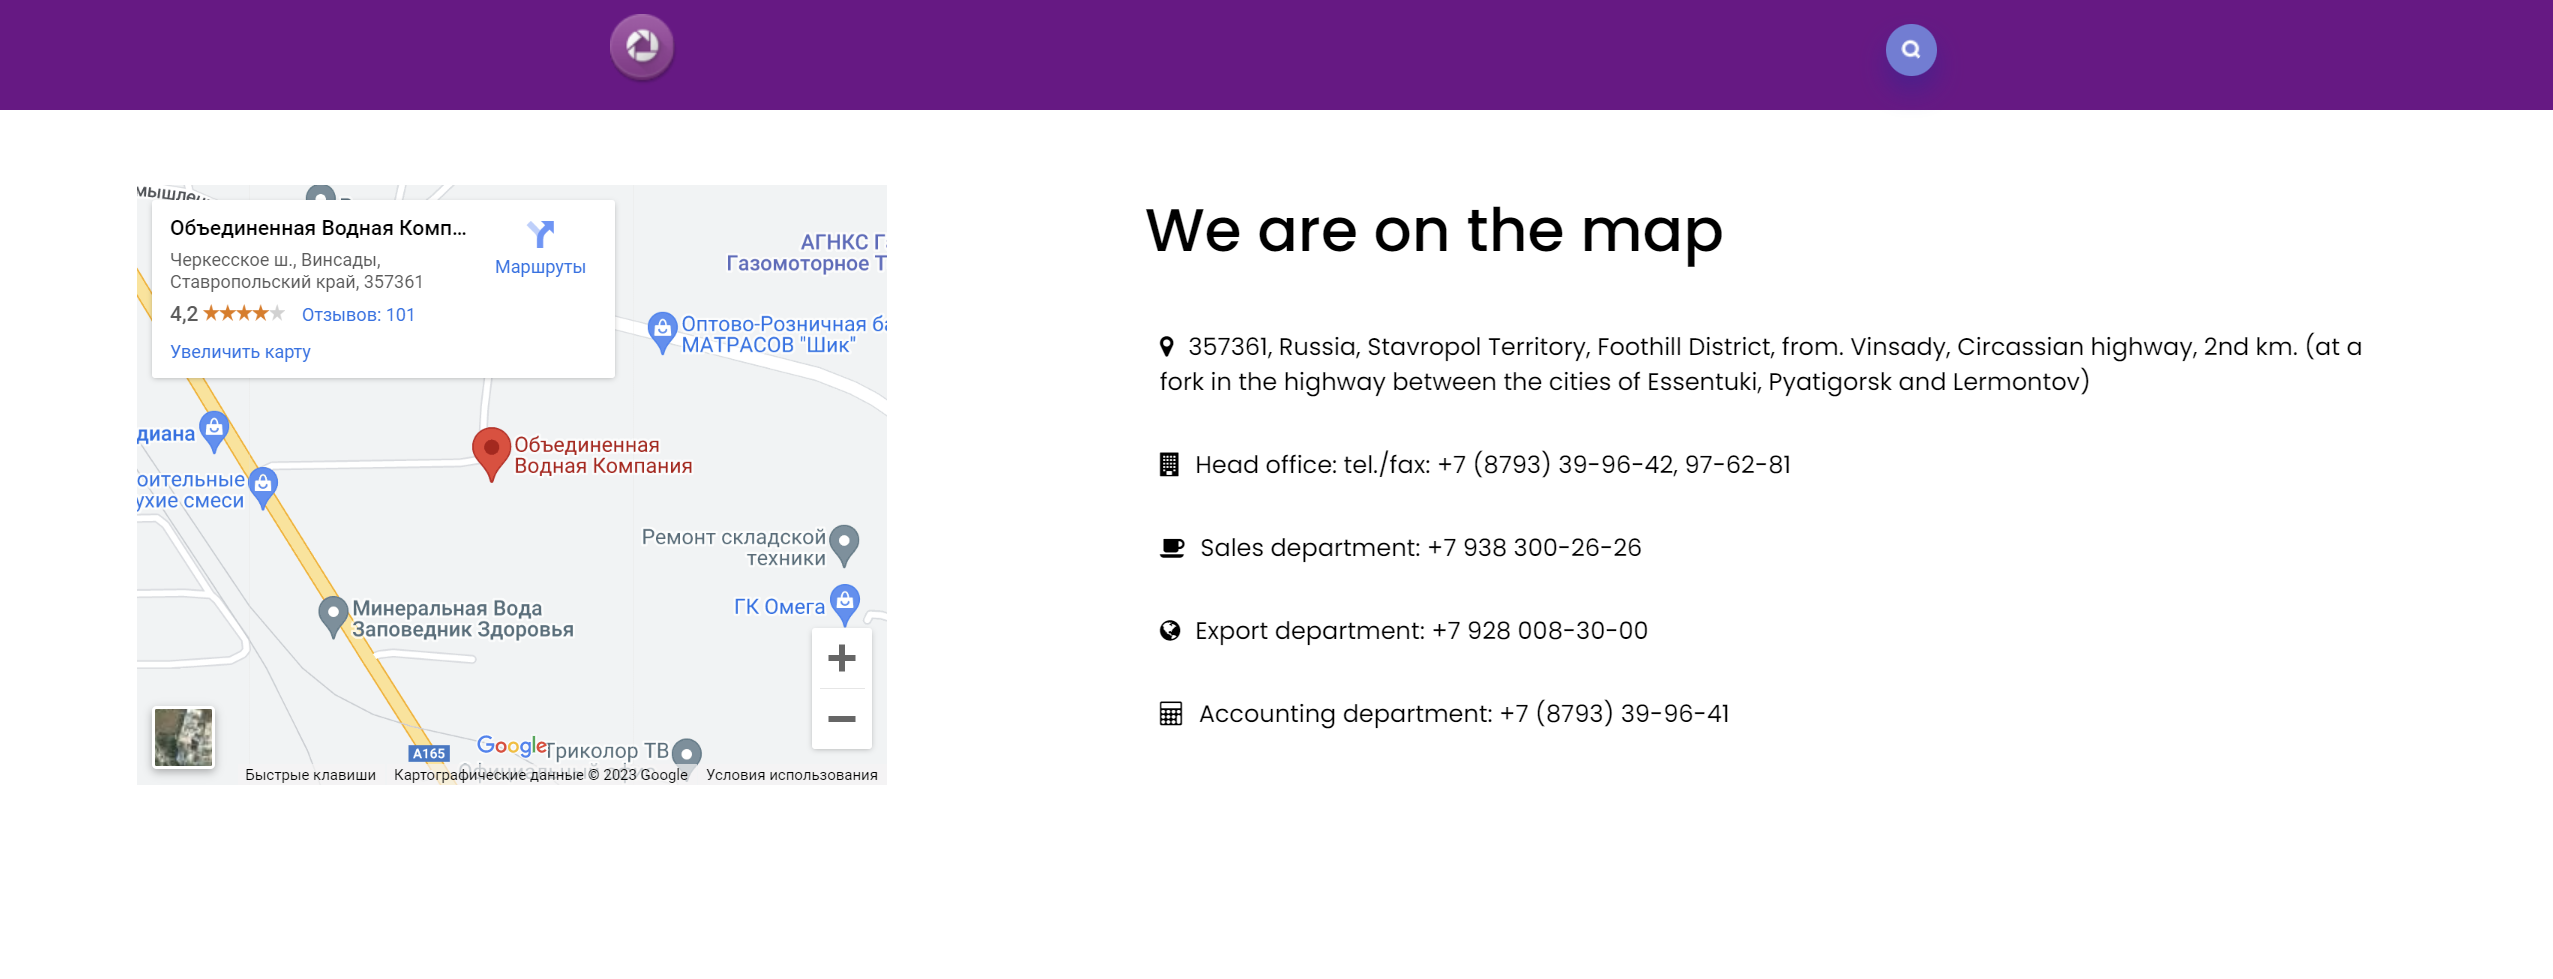 мышлен
Объединенная Водная Комп...
Черкесское ш., Винсады,
Ставропольский край, 357361
4,2
Отзывов: 101
Увеличить карту
Маршруты
АГНКС Г
Газомоторное Т
Оптово-Розничная ба
МАТРАСОВ "Шик"
диана
Объединенная
Водная Компания
оительные
ухие смеси
Ремонт складской
техники
ГК Омега
Минеральная Вода
Заповедник Здоровья
A165
Google
Триколор ТВ
Официальный офис
Быстрые клавиши
Картографические данные © 2023 Google
Условия использования
We are on the map
357361, Russia, Stavropol Territory, Foothill District, from. Vinsady, Circassian highway, 2nd km. (at a
fork in the highway between the cities of Essentuki, Pyatigorsk and Lermontov)
Head office: tel./fax: +7 (8793) 39-96-42, 97-62-81
Sales department: +7 938 300-26-26
Export department: +7 928 008-30-00
Accounting department: +7 (8793) 39-96-41